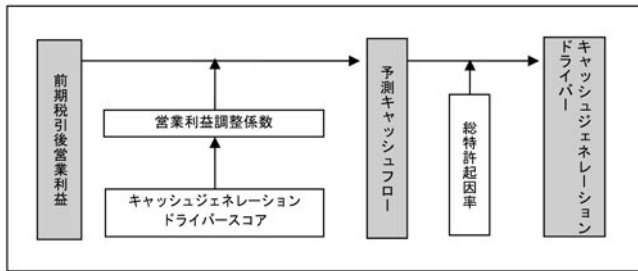 前期税引後営業利益
営業利益調整係数
キャッシュジェネレーション
ドライバースコア
予測キャッシュフロー
総特許起因率
キャッシュジェネレーション
ドライバー